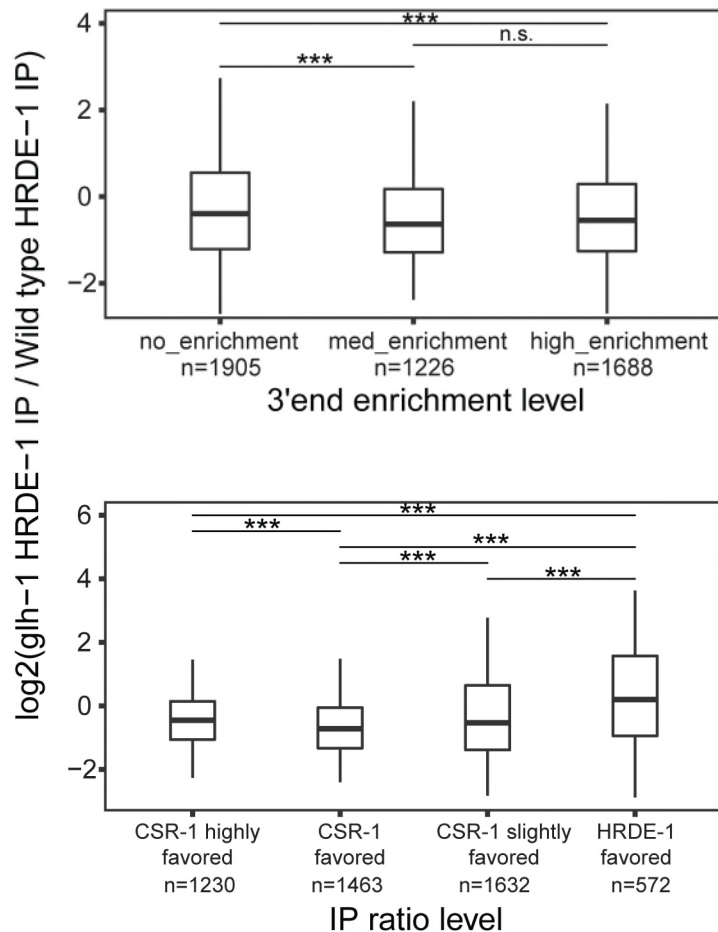 log2(glh-1 HRDE-1 IP / Wild type HRDE-1 IP)
4
2
0
−2
***
n.s.
***
no_enrichment med_enrichment high_enrichment
n=1905 n=1226 n=1688
3'end enrichment level
6
4
2
0
−2
***
***
***
***
***
CSR-1 highly CSR-1 CSR-1 slightly HRDE-1
favored favored favored favored
n=1230 n=1463 n=1632 n=572
IP ratio level